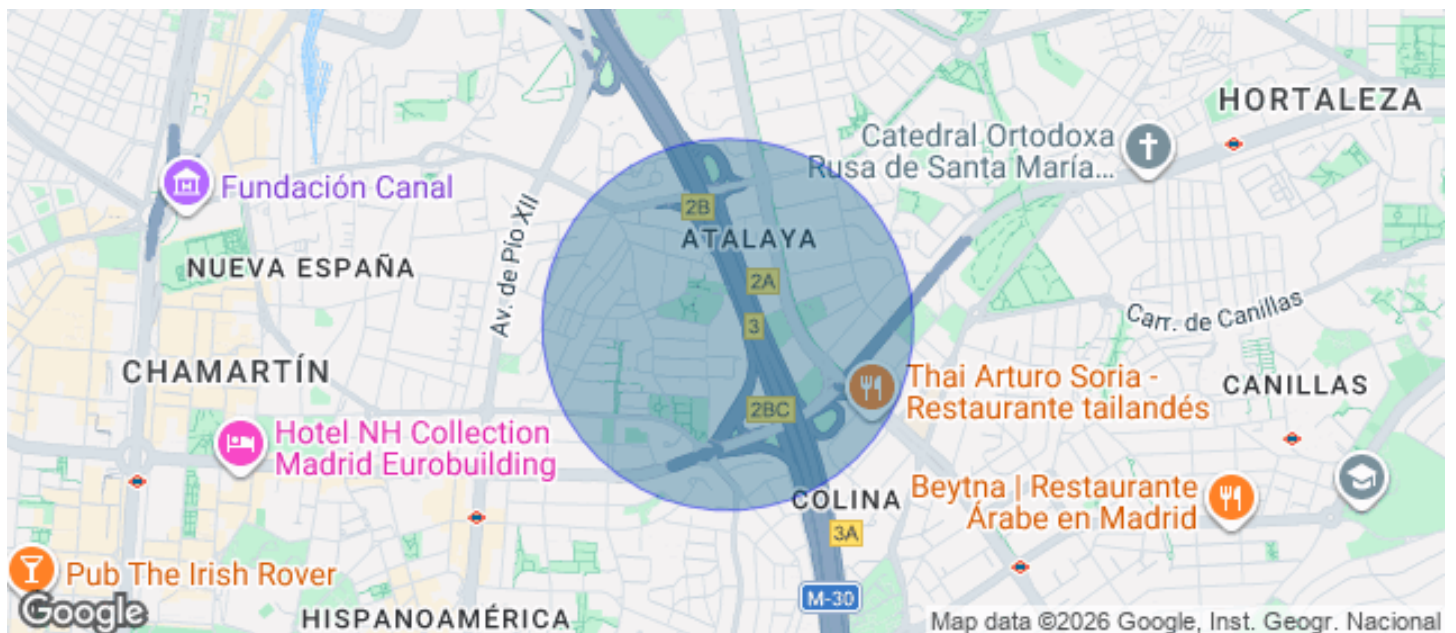 HORTALEZA
Catedral Ortodoxa
Rusa de Santa María...
Fundación Canal
2B
ATALAYA
Av. de Pío XII
NUEVA ESPAÑA
2A
3
Carr. de Canillas
CHAMARTÍN
Thai Arturo Soria -
Restaurante tailandés
CANILLAS
2BC
Hotel NH Collection
Madrid Eurobuilding
COLINA
Beytna | Restaurante
Árabe en Madrid
3A
Pub The Irish Rover
M-30
Google
HISPANOAMÉRICA
Map data ©2026 Google, Inst. Geogr. Nacional